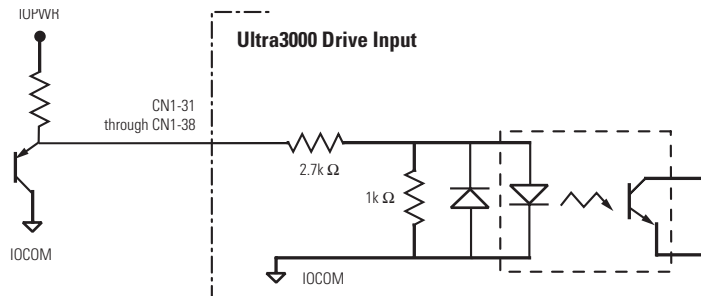 IOPWR
Ultra3000 Drive Input
CN1-31
through CN1-38
2.7k Ω
1k Ω
IOCOM
IOCOM